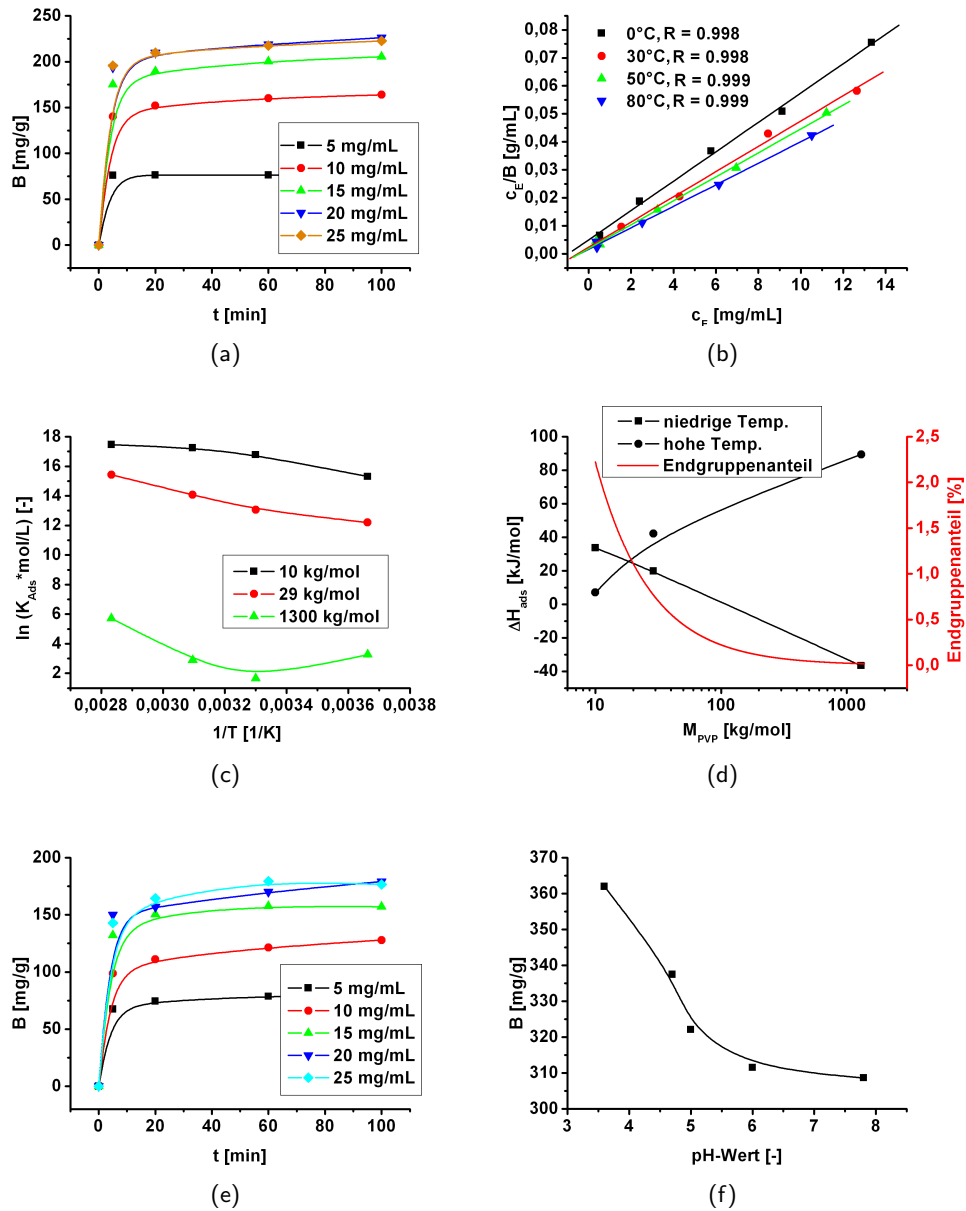 250
200
150
100
50
0
B [mg/g]
5 mg/mL
10 mg/mL
15 mg/mL
20 mg/mL
25 mg/mL
0 20 40 60 80 100
t [min]
(a)
0,08
0,07
0,06
0,05
0,04
0,03
0,02
0,01
0,00
c_E/B [g/mL]
0°C, R = 0.998
30°C, R = 0.998
50°C, R = 0.999
80°C, R = 0.999
0 2 4 6 8 10 12 14
c_E [mg/mL]
(b)
18
16
14
12
10
8
6
4
2
ln (K_Ads*mol/L) [-]
10 kg/mol
29 kg/mol
1300 kg/mol
0,0028 0,0030 0,0032 0,0034 0,0036 0,0038
1/T [1/K]
(c)
niedrige Temp.
hohe Temp.
Endgruppenanteil
100
80
60
40
20
0
-20
-40
ΔH_ads [kJ/mol]
2,5
2,0
1,5
1,0
0,5
0,0
Endgruppenanteil [%]
10 100 1000
M_PVP [kg/mol]
(d)
200
150
100
50
0
B [mg/g]
5 mg/mL
10 mg/mL
15 mg/mL
20 mg/mL
25 mg/mL
0 20 40 60 80 100
t [min]
(e)
370
360
350
340
330
320
310
300
B [mg/g]
3 4 5 6 7 8
pH-Wert [-]
(f)